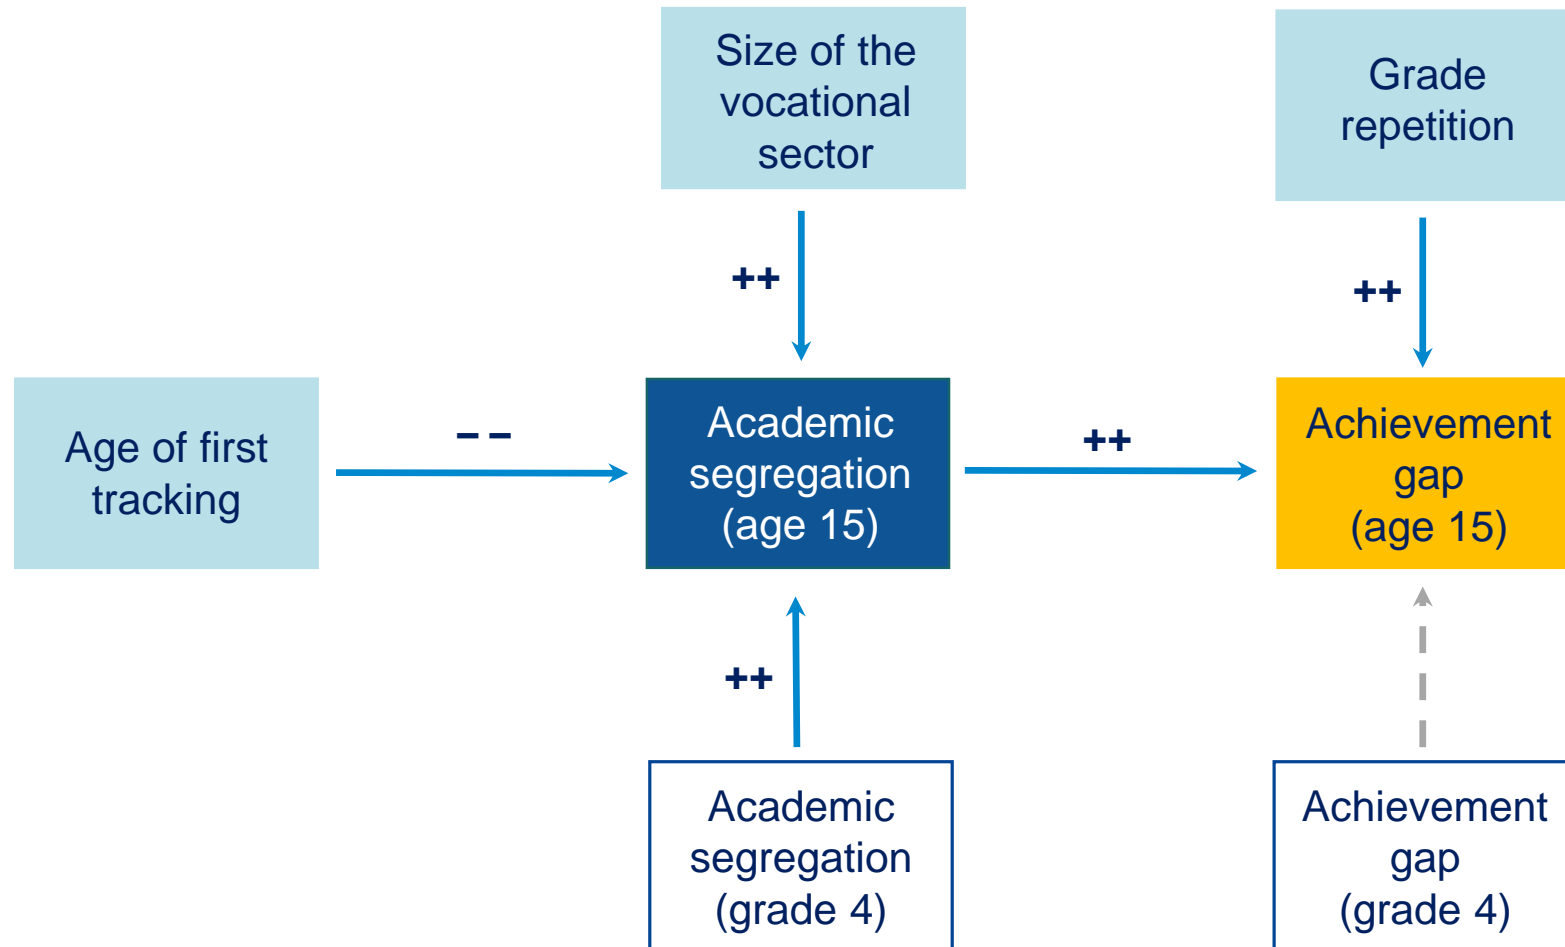 Size of the
vocational
sector
Grade
repetition
++
++
Age of first
tracking
– –
Academic
segregation
(age 15)
++
Achievement
gap
(age 15)
++
Academic
segregation
(grade 4)
Achievement
gap
(grade 4)